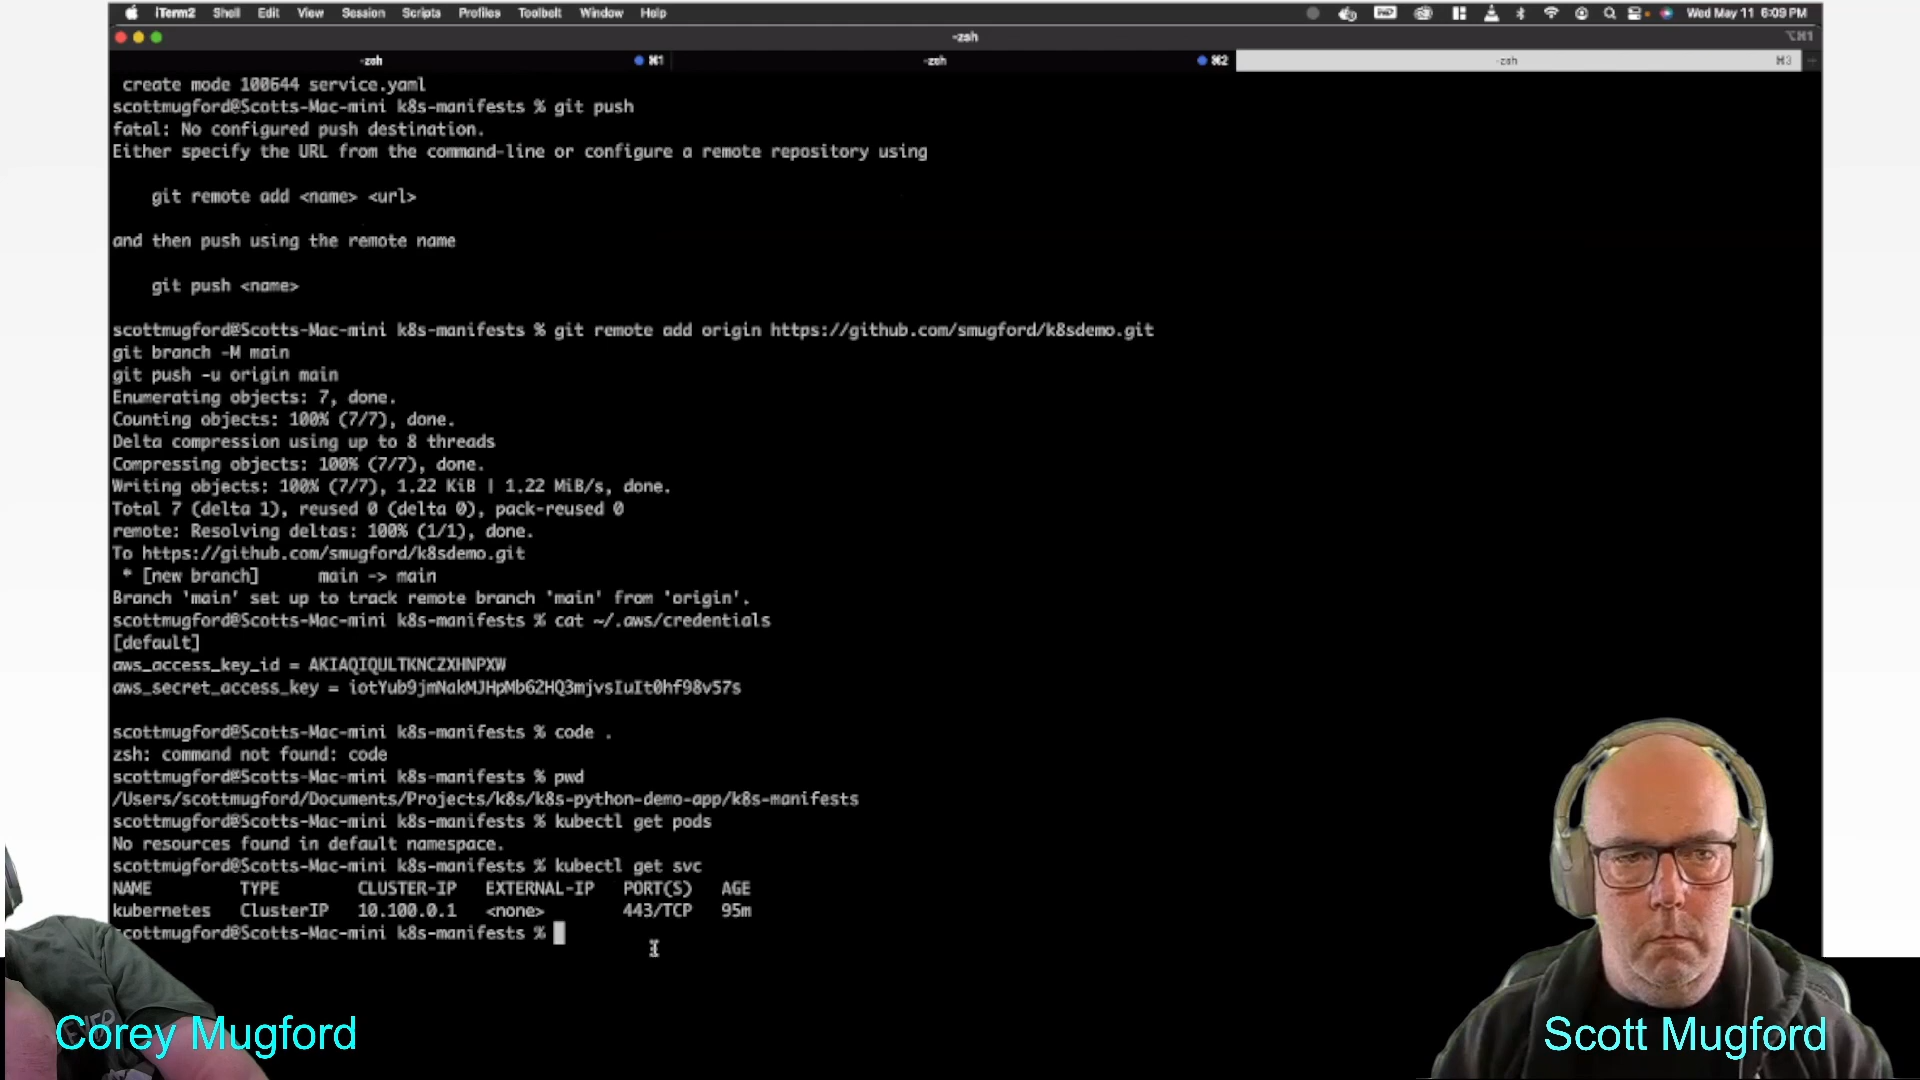 iTerm2 Shell Edit View Session Scripts Profiles Toolbelt Window Help Wed May 11 6:09 PM
-zsh ⌥⌘1
-zsh ⌘1 -zsh ⌘2 -zsh ⌘3
create mode 100644 service.yaml
scottmugford@Scotts-Mac-mini k8s-manifests % git push
fatal: No configured push destination.
Either specify the URL from the command-line or configure a remote repository using
git remote add <name> <url>
and then push using the remote name
git push <name>
scottmugford@Scotts-Mac-mini k8s-manifests % git remote add origin https://github.com/smugford/k8sdemo.git
git branch -M main
git push -u origin main
Enumerating objects: 7, done.
Counting objects: 100% (7/7), done.
Delta compression using up to 8 threads
Compressing objects: 100% (7/7), done.
Writing objects: 100% (7/7), 1.22 KiB | 1.22 MiB/s, done.
Total 7 (delta 1), reused 0 (delta 0), pack-reused 0
remote: Resolving deltas: 100% (1/1), done.
To https://github.com/smugford/k8sdemo.git
* [new branch] main -> main
Branch 'main' set up to track remote branch 'main' from 'origin'.
scottmugford@Scotts-Mac-mini k8s-manifests % cat ~/.aws/credentials
[default]
aws_access_key_id = [credential redacted]
aws_secret_access_key = [credential redacted]
scottmugford@Scotts-Mac-mini k8s-manifests % code .
zsh: command not found: code
scottmugford@Scotts-Mac-mini k8s-manifests % pwd
/Users/scottmugford/Documents/Projects/k8s/k8s-python-demo-app/k8s-manifests
scottmugford@Scotts-Mac-mini k8s-manifests % kubectl get pods
No resources found in default namespace.
scottmugford@Scotts-Mac-mini k8s-manifests % kubectl get svc
NAME TYPE CLUSTER-IP EXTERNAL-IP PORT(S) AGE
kubernetes ClusterIP 10.100.0.1 <none> 443/TCP 95m
scottmugford@Scotts-Mac-mini k8s-manifests %
Corey Mugford
Scott Mugford